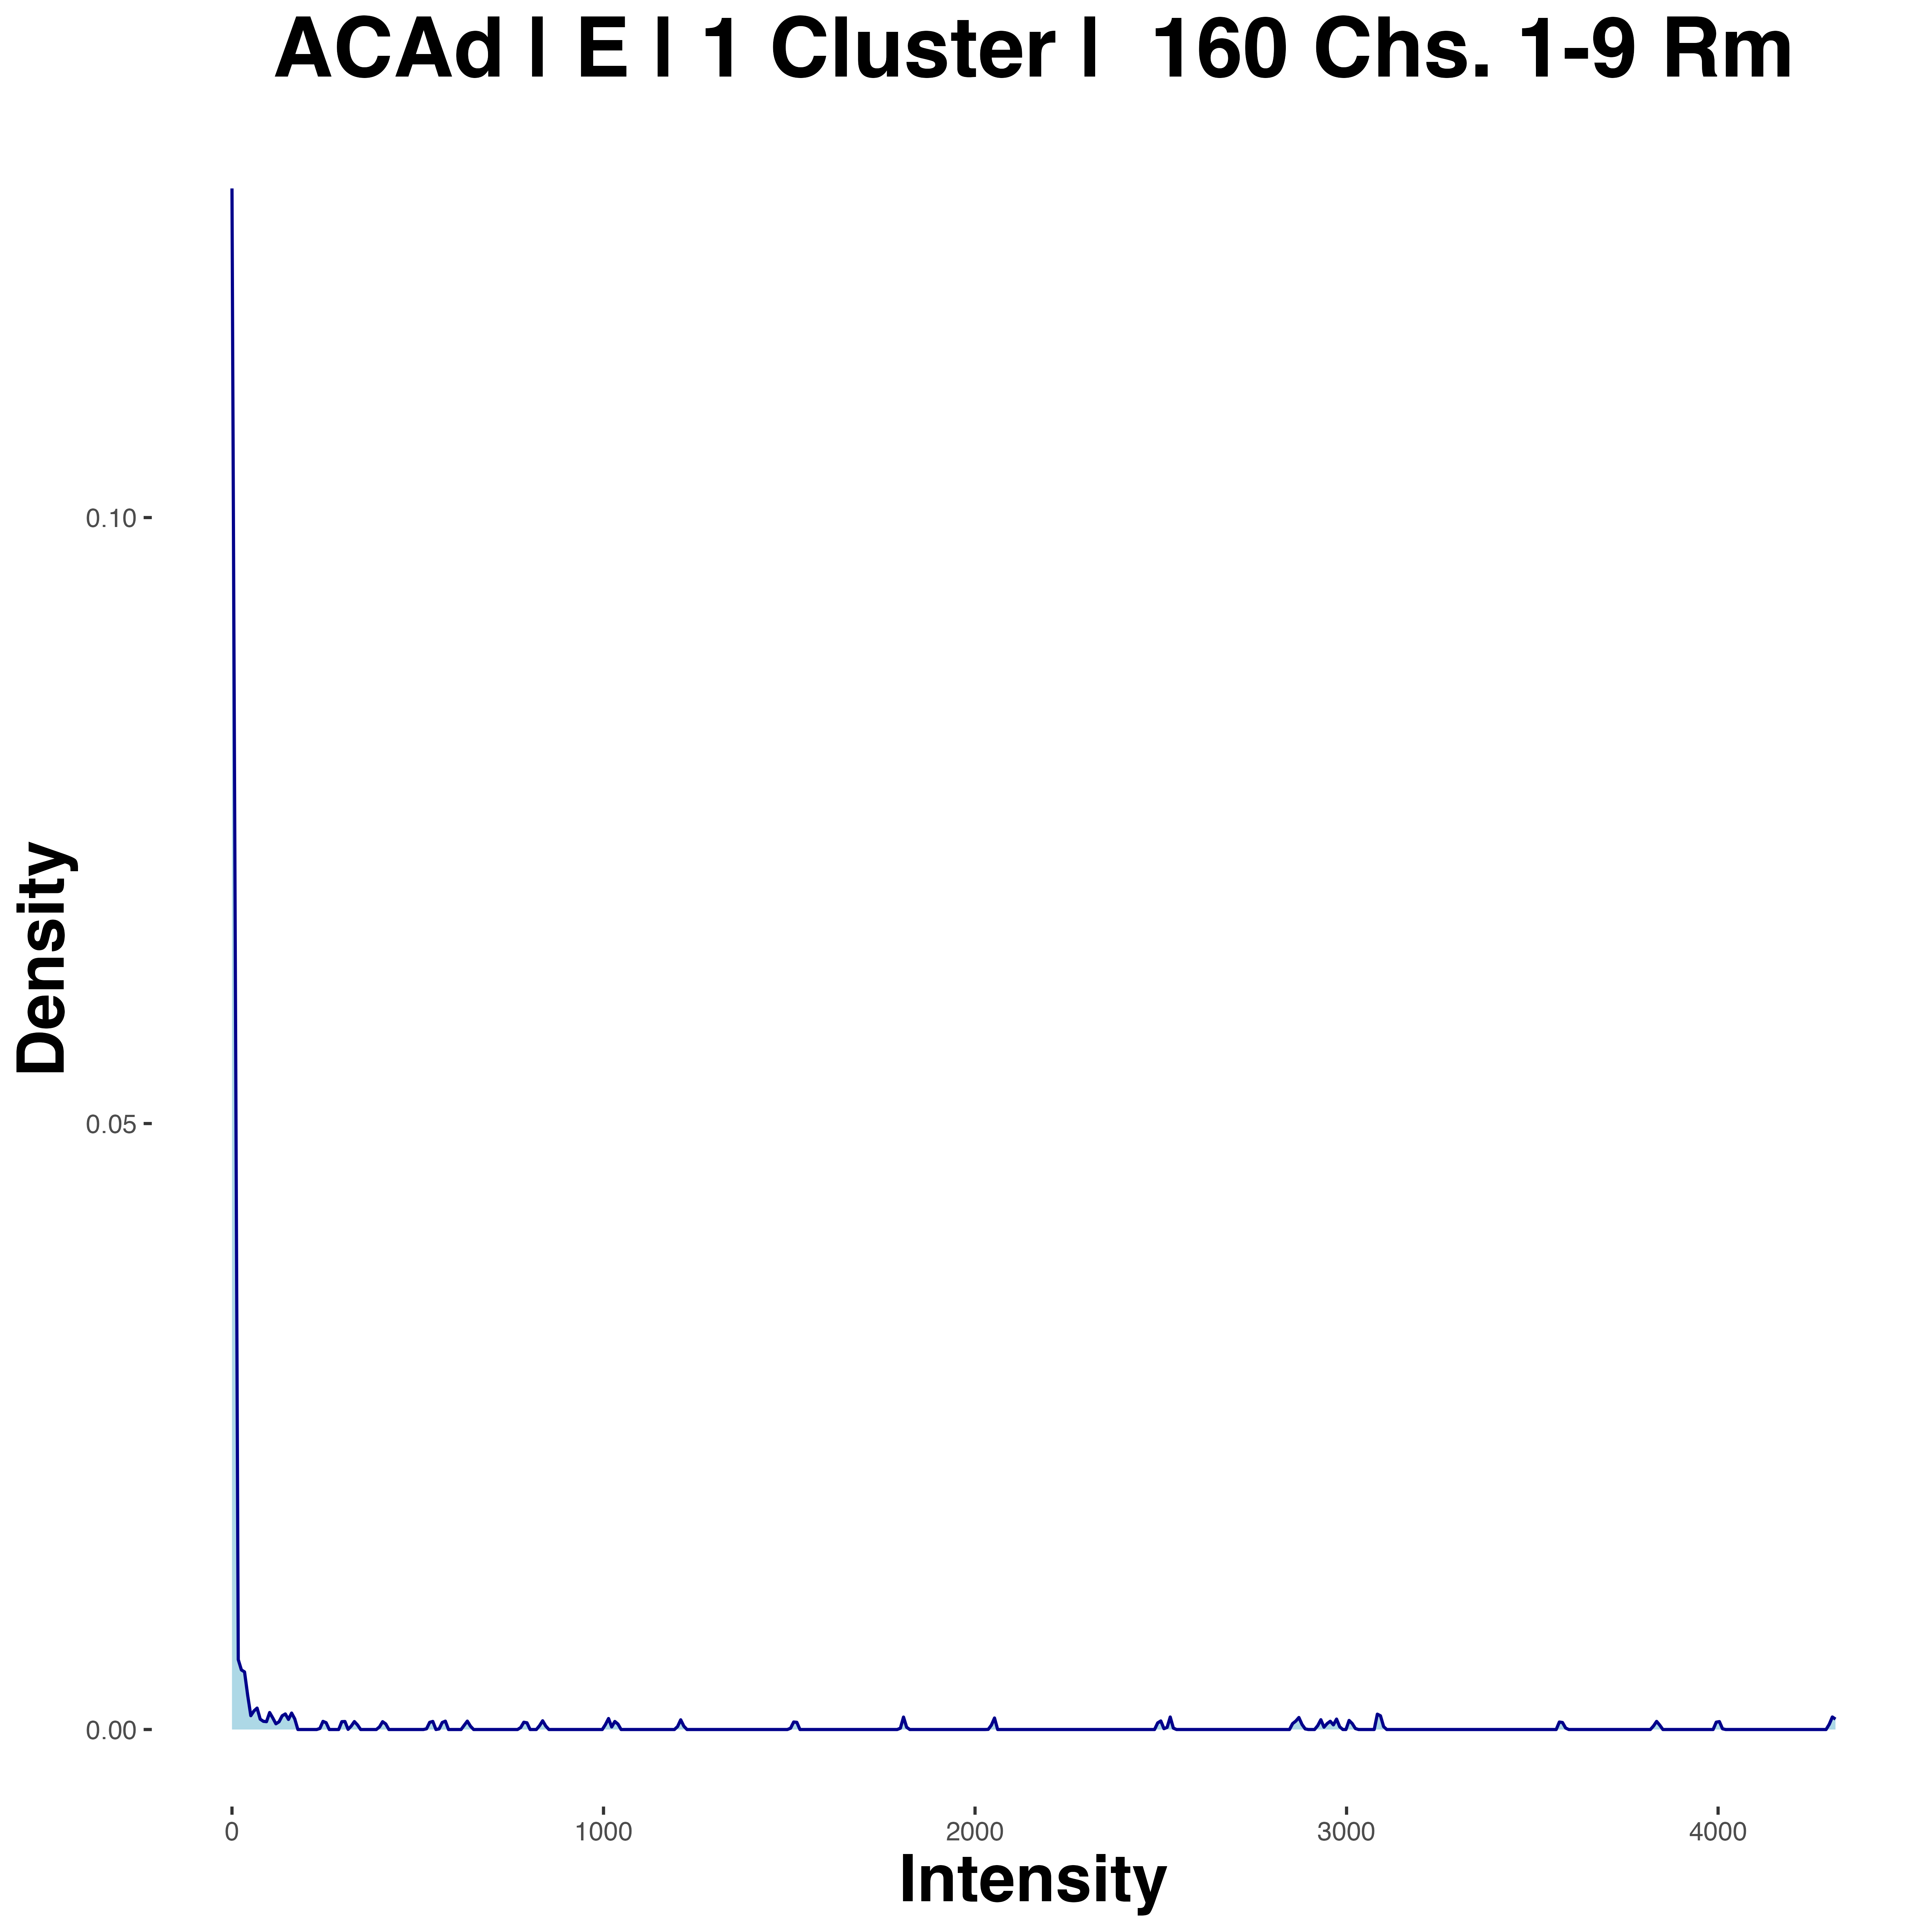 ACAd | E | 1 Cluster | 160 Chs. 1-9 Rm
Density
0.10
0.05
0.00
0 1000 2000 3000 4000
Intensity